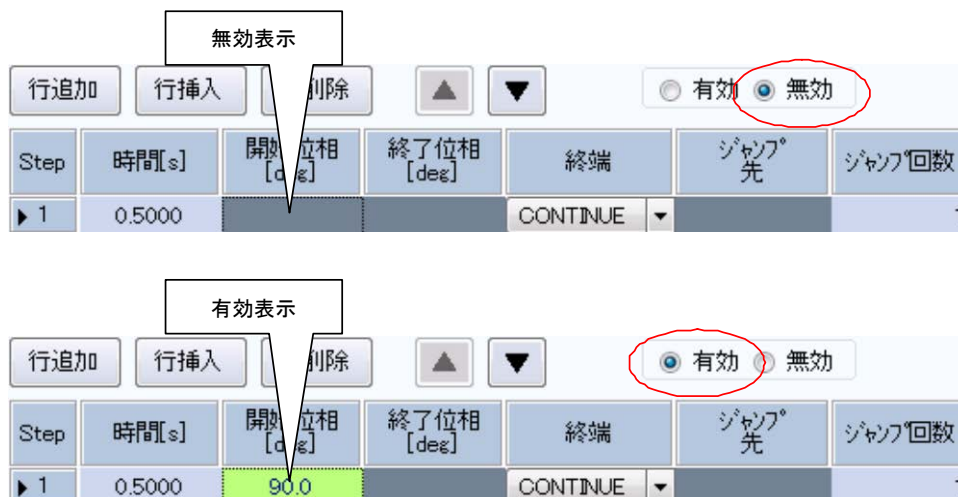 無効表示
行追加 行挿入 削除 ▲ ▼ 有効 無効
Step 時間[s] 開始位相[deg] 終了位相[deg] 終端 ジャンプ先 ジャンプ回数
1 0.5000 CONTINUE
有効表示
行追加 行挿入 削除 ▲ ▼ 有効 無効
Step 時間[s] 開始位相[deg] 終了位相[deg] 終端 ジャンプ先 ジャンプ回数
1 0.5000 90.0 CONTINUE